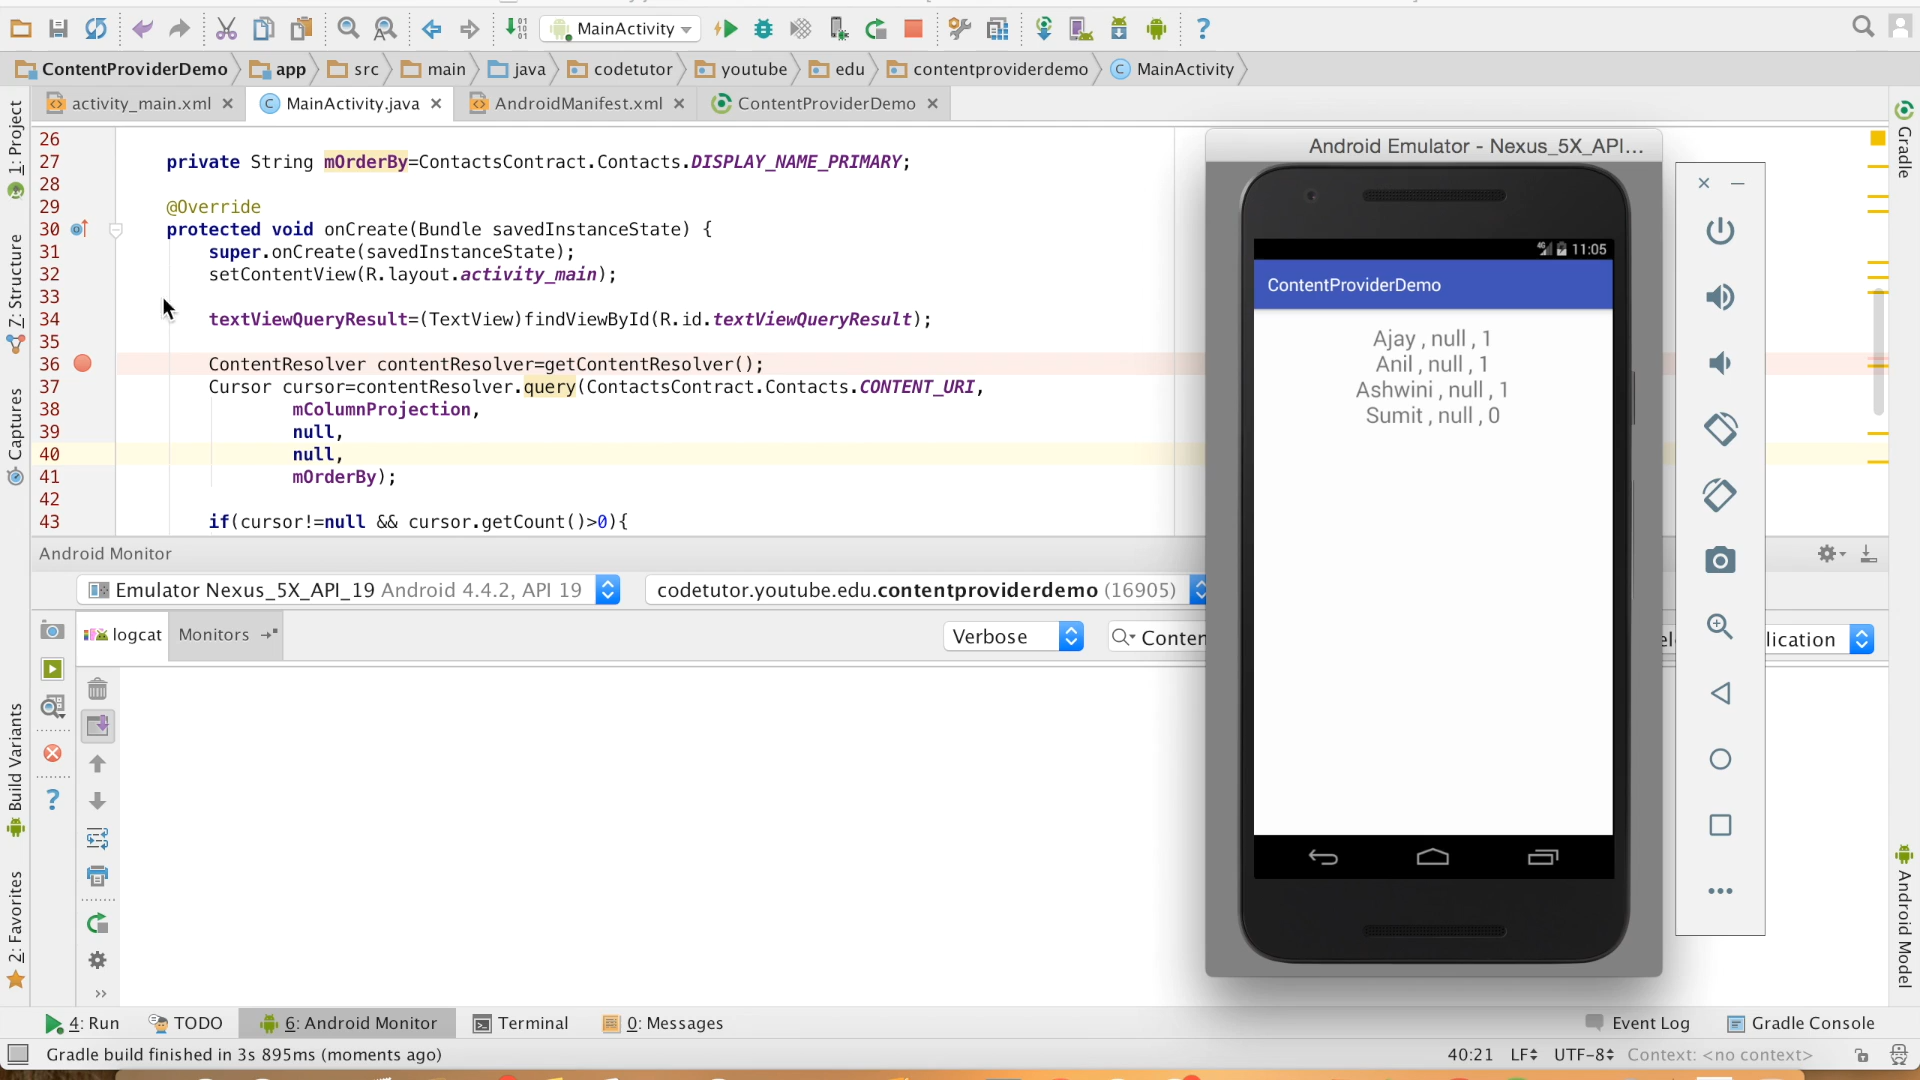 MainActivity
ContentProviderDemo app src main java codetutor youtube edu contentproviderdemo MainActivity
activity_main.xml MainActivity.java AndroidManifest.xml ContentProviderDemo
1: Project
Z: Structure
Captures
Build Variants
2: Favorites
26
27 private String mOrderBy=ContactsContract.Contacts.DISPLAY_NAME_PRIMARY;
28
29 @Override
30 protected void onCreate(Bundle savedInstanceState) {
31 super.onCreate(savedInstanceState);
32 setContentView(R.layout.activity_main);
33
34 textViewQueryResult=(TextView)findViewById(R.id.textViewQueryResult);
35
36 ContentResolver contentResolver=getContentResolver();
37 Cursor cursor=contentResolver.query(ContactsContract.Contacts.CONTENT_URI,
38 mColumnProjection,
39 null,
40 null,
41 mOrderBy);
42
43 if(cursor!=null && cursor.getCount()>0){
Android Emulator - Nexus_5X_API...
4G 11:05
ContentProviderDemo
Ajay , null , 1
Anil , null , 1
Ashwini , null , 1
Sumit , null , 0
Gradle
Android Model
Android Monitor
Emulator Nexus_5X_API_19 Android 4.4.2, API 19 codetutor.youtube.edu.contentproviderdemo (16905)
logcat Monitors Verbose Conten lication
4: Run TODO 6: Android Monitor Terminal 0: Messages Event Log Gradle Console
Gradle build finished in 3s 895ms (moments ago) 40:21 LF UTF-8 Context: <no context>